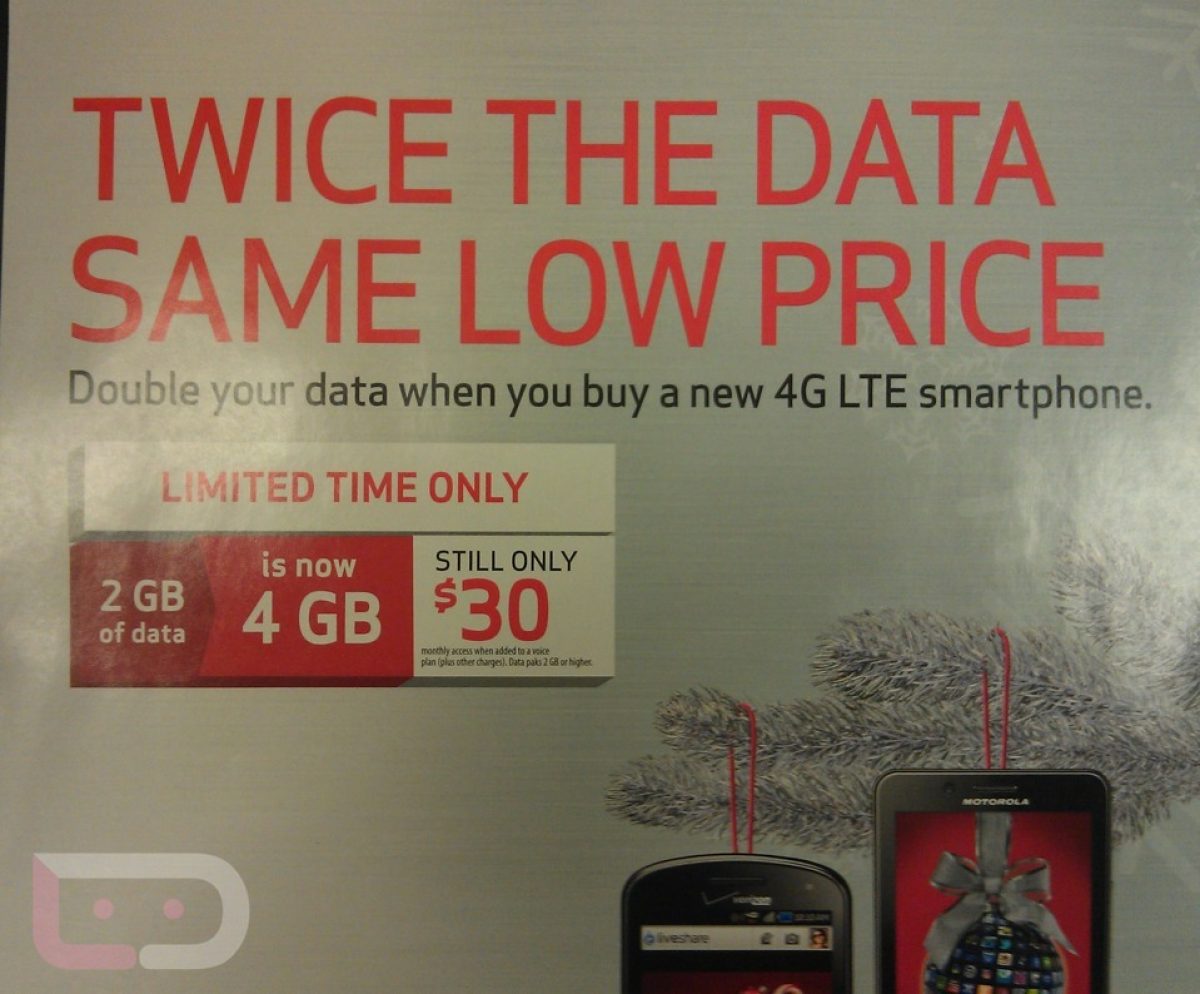 TWICE THE DATA
SAME LOW PRICE
Double your data when you buy a new 4G LTE smartphone.
LIMITED TIME ONLY
2 GB
of data
is now
4 GB
STILL ONLY
$30
monthly access when added to a voice
plan (plus other charges). Data paks 2 GB or higher.
MOTOROLA
verizon
liveshare